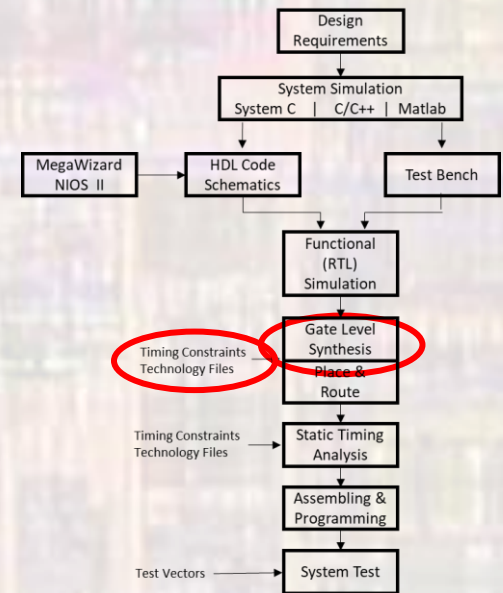 Design
Requirements
System Simulation
System C | C/C++ | Matlab
MegaWizard
NIOS II
HDL Code
Schematics
Test Bench
Functional
(RTL)
Simulation
Gate Level
Synthesis
Timing Constraints
Technology Files
Place &
Route
Timing Constraints
Technology Files
Static Timing
Analysis
Assembling &
Programming
Test Vectors
System Test